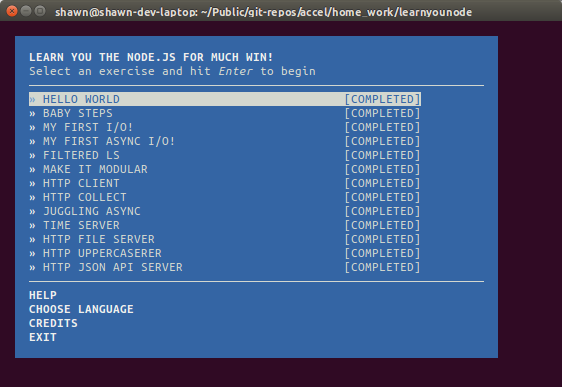 shawn@shawn-dev-laptop: ~/Public/git-repos/accel/home_work/learnyounode
LEARN YOU THE NODE.JS FOR MUCH WIN!
Select an exercise and hit Enter to begin
» HELLO WORLD [COMPLETED]
» BABY STEPS [COMPLETED]
» MY FIRST I/O! [COMPLETED]
» MY FIRST ASYNC I/O! [COMPLETED]
» FILTERED LS [COMPLETED]
» MAKE IT MODULAR [COMPLETED]
» HTTP CLIENT [COMPLETED]
» HTTP COLLECT [COMPLETED]
» JUGGLING ASYNC [COMPLETED]
» TIME SERVER [COMPLETED]
» HTTP FILE SERVER [COMPLETED]
» HTTP UPPERCASERER [COMPLETED]
» HTTP JSON API SERVER [COMPLETED]
HELP
CHOOSE LANGUAGE
CREDITS
EXIT